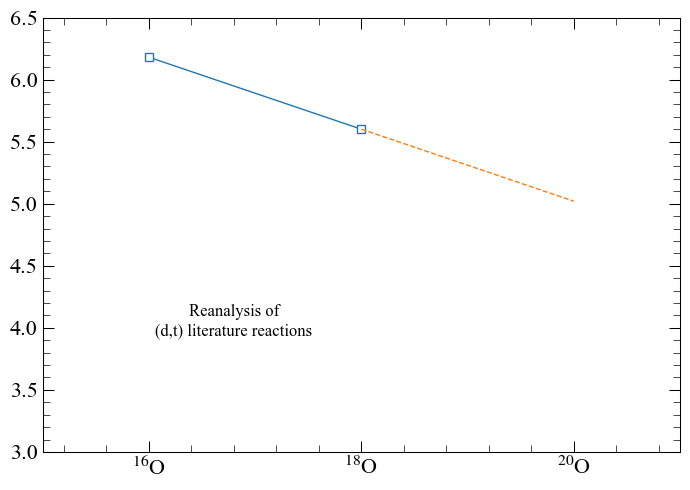 6.5
6.0
5.5
5.0
4.5
Reanalysis of
(d,t) literature reactions
4.0
3.5
3.0
¹⁶O ¹⁸O ²⁰O